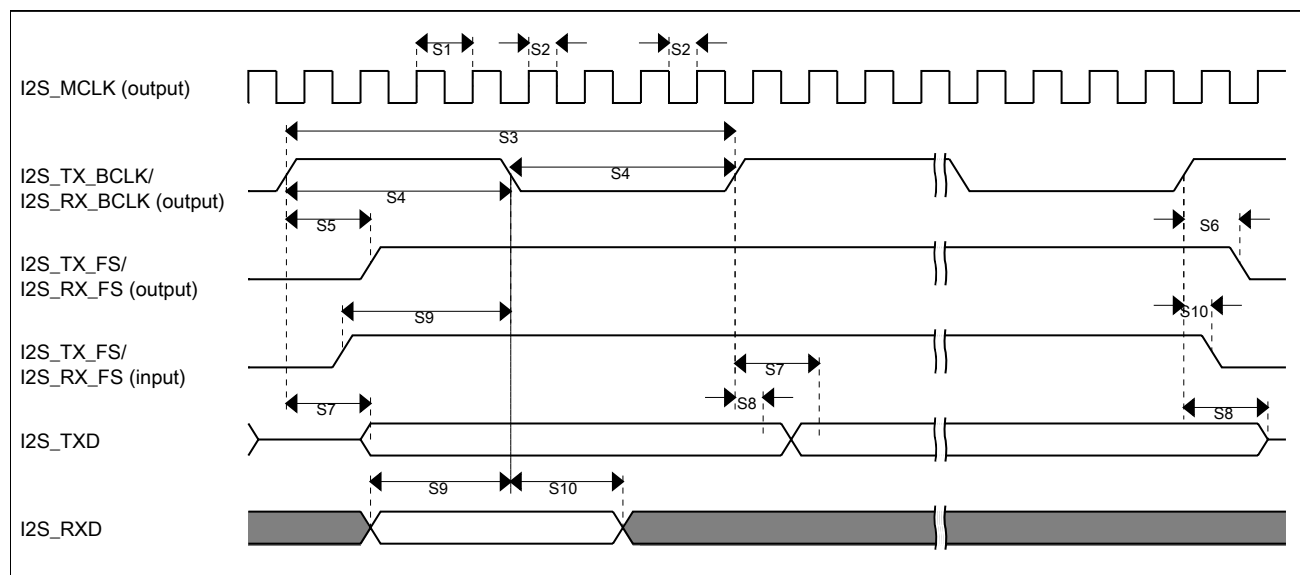 S1 S2 S2
I2S_MCLK (output)
S3
I2S_TX_BCLK/
I2S_RX_BCLK (output)
S4
S4
S5 S6
I2S_TX_FS/
I2S_RX_FS (output)
S9 S10
I2S_TX_FS/
I2S_RX_FS (input)
S7
S7 S8 S8
I2S_TXD
S9 S10
I2S_RXD